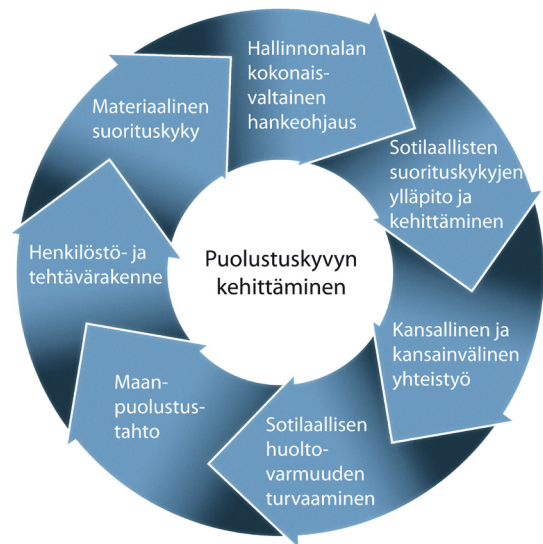 Hallinnonalan
kokonais-
valtainen
hankeohjaus
Sotilaallisten
suorituskykyjen
ylläpito ja
kehittäminen
Kansallinen ja
kansainvälinen
yhteistyö
Sotilaallisen
huolto-
varmuuden
turvaaminen
Maan-
puolustus-
tahto
Henkilöstö- ja
tehtävärakenne
Materiaalinen
suorituskyky
Puolustuskyvyn
kehittäminen